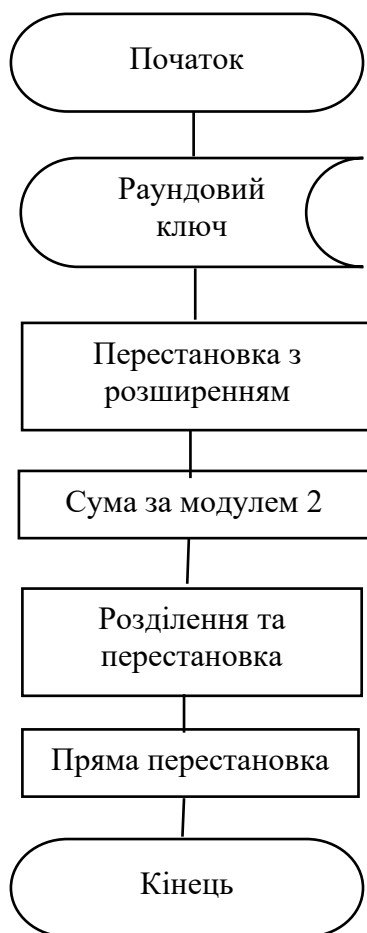 Початок
Раундовий
ключ
Перестановка з
розширенням
Сума за модулем 2
Розділення та
перестановка
Пряма перестановка
Кінець